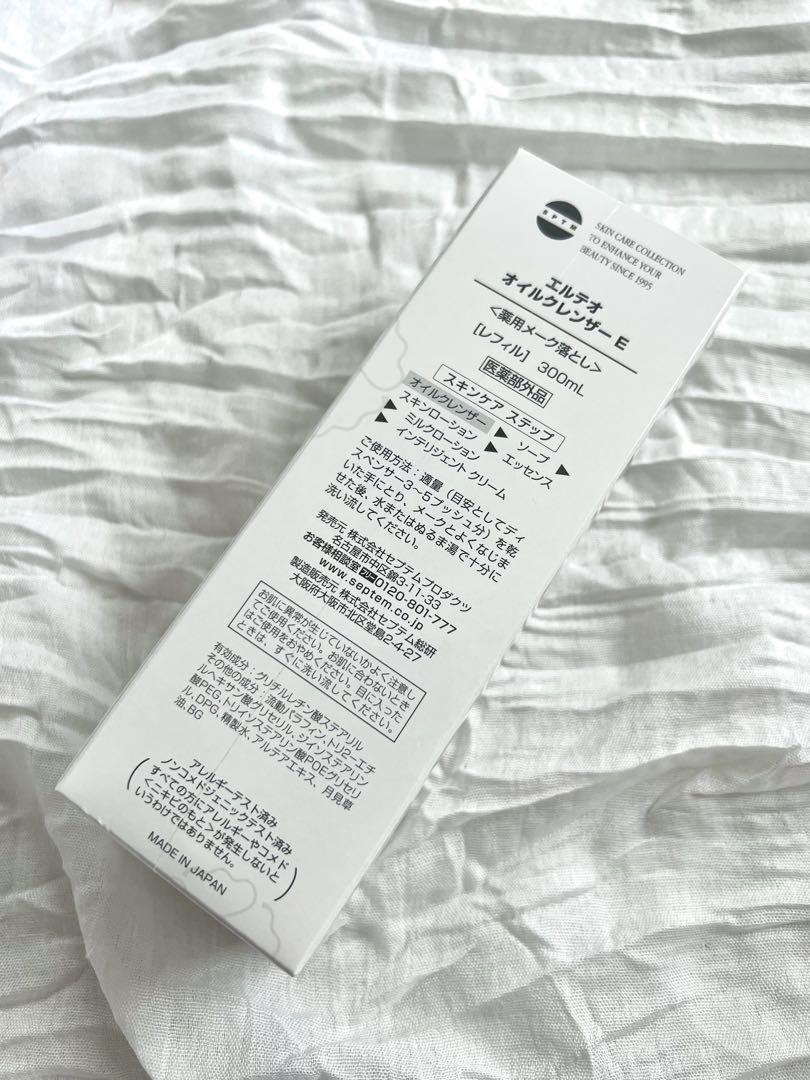 SPTM
SKIN CARE COLLECTION
TO ENHANCE YOUR
BEAUTY SINCE 1995
エルテオ
オイルクレンザー E
<薬用メーク落とし>
[レフィル] 300mL
医薬部外品
スキンケア ステップ
オイルクレンザー ▶ ソープ ▶
スキンローション ▶ エッセンス
▶ ミルクローション ▶
インテリジェント クリーム
ご使用方法：適量（目安としてディ
スペンサー3~5プッシュ分）を乾
いた手にとり、メークとよくなじま
せた後、水またはぬるま湯で十分に
洗い流してください。
発売元 株式会社セプテムプロダクツ
名古屋市中区錦3-11-33
お客様相談室 0120-801-777
www.septem.co.jp
製造販売元 株式会社セプテム総研
大阪府大阪市北区堂島2-4-27
お肌に異常が生じていないかよく注意し
てご使用ください。お肌に合わないとき
はご使用をおやめください。目に入った
ときは、すぐに洗い流してください。
有効成分：グリチルレチン酸ステアリル
その他の成分：流動パラフィン、トリ2-エチ
ルヘキサン酸グリセリル、ジイソステアリン
酸PEG、トリイソステアリン酸POEグリセリ
ル、DPG、精製水、アルテアエキス、月見草
油、BG
アレルギーテスト済み
ノンコメドジェニックテスト済み
（すべての方にアレルギーやコメド
<ニキビのもと>が発生しないと
いうわけではありません。）
MADE IN JAPAN